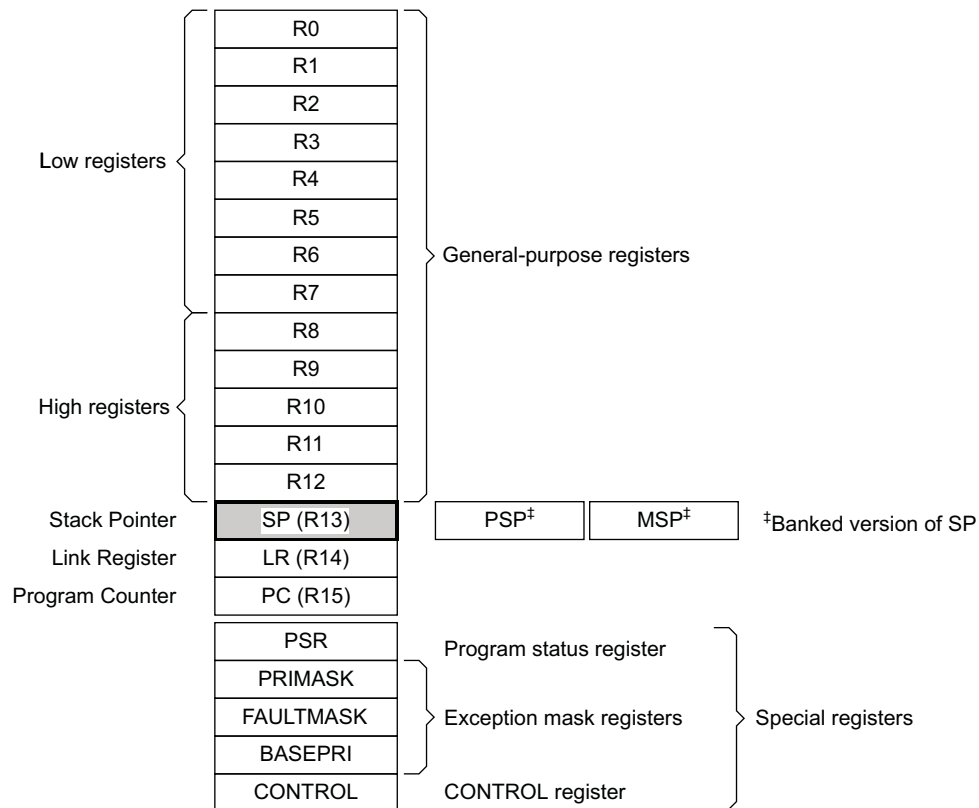 R0
R1
R2
R3
Low registers
R4
R5
R6
General-purpose registers
R7
R8
R9
High registers
R10
R11
R12
Stack Pointer SP (R13) PSP‡ MSP‡ ‡Banked version of SP
Link Register LR (R14)
Program Counter PC (R15)
PSR Program status register
PRIMASK
FAULTMASK Exception mask registers Special registers
BASEPRI
CONTROL CONTROL register